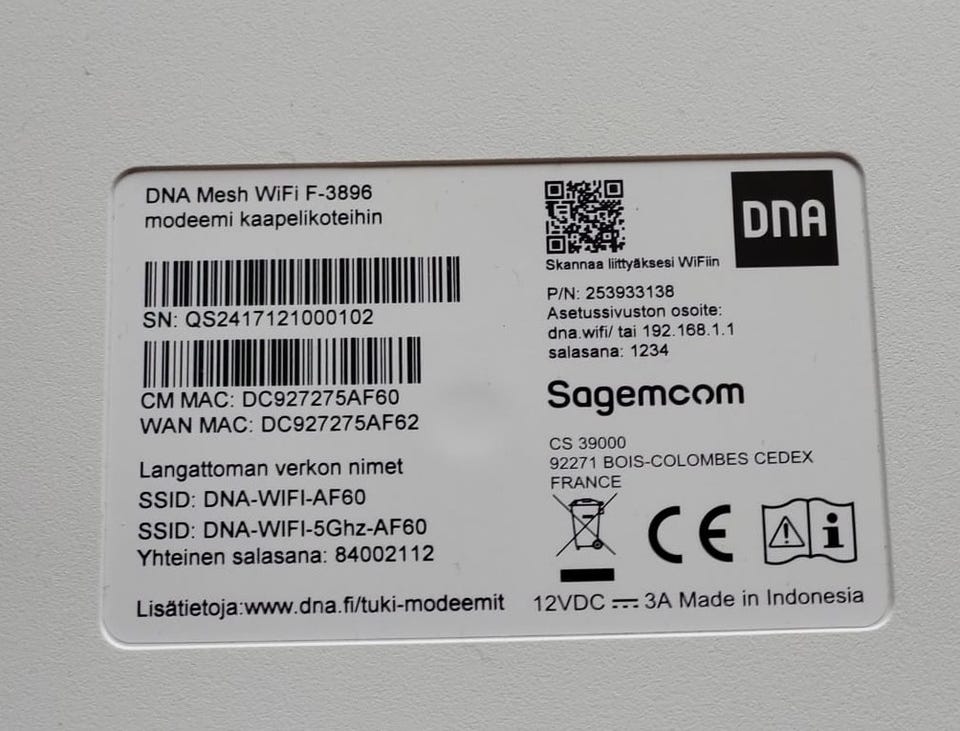 DNA Mesh WiFi F-3896
modeemi kaapelikoteihin
SN: QS2417121000102
CM MAC: DC927275AF60
WAN MAC: DC927275AF62
Langattoman verkon nimet
SSID: DNA-WIFI-AF60
SSID: DNA-WIFI-5Ghz-AF60
Yhteinen salasana: 84002112
Lisätietoja:www.dna.fi/tuki-modeemit
DNA
Skannaa liittyäksesi WiFiin
P/N: 253933138
Asetussivuston osoite:
dna.wifi/ tai 192.168.1.1
salasana: 1234
Sagemcom
CS 39000
92271 BOIS-COLOMBES CEDEX
FRANCE
CE
12VDC ⎓ 3A Made in Indonesia